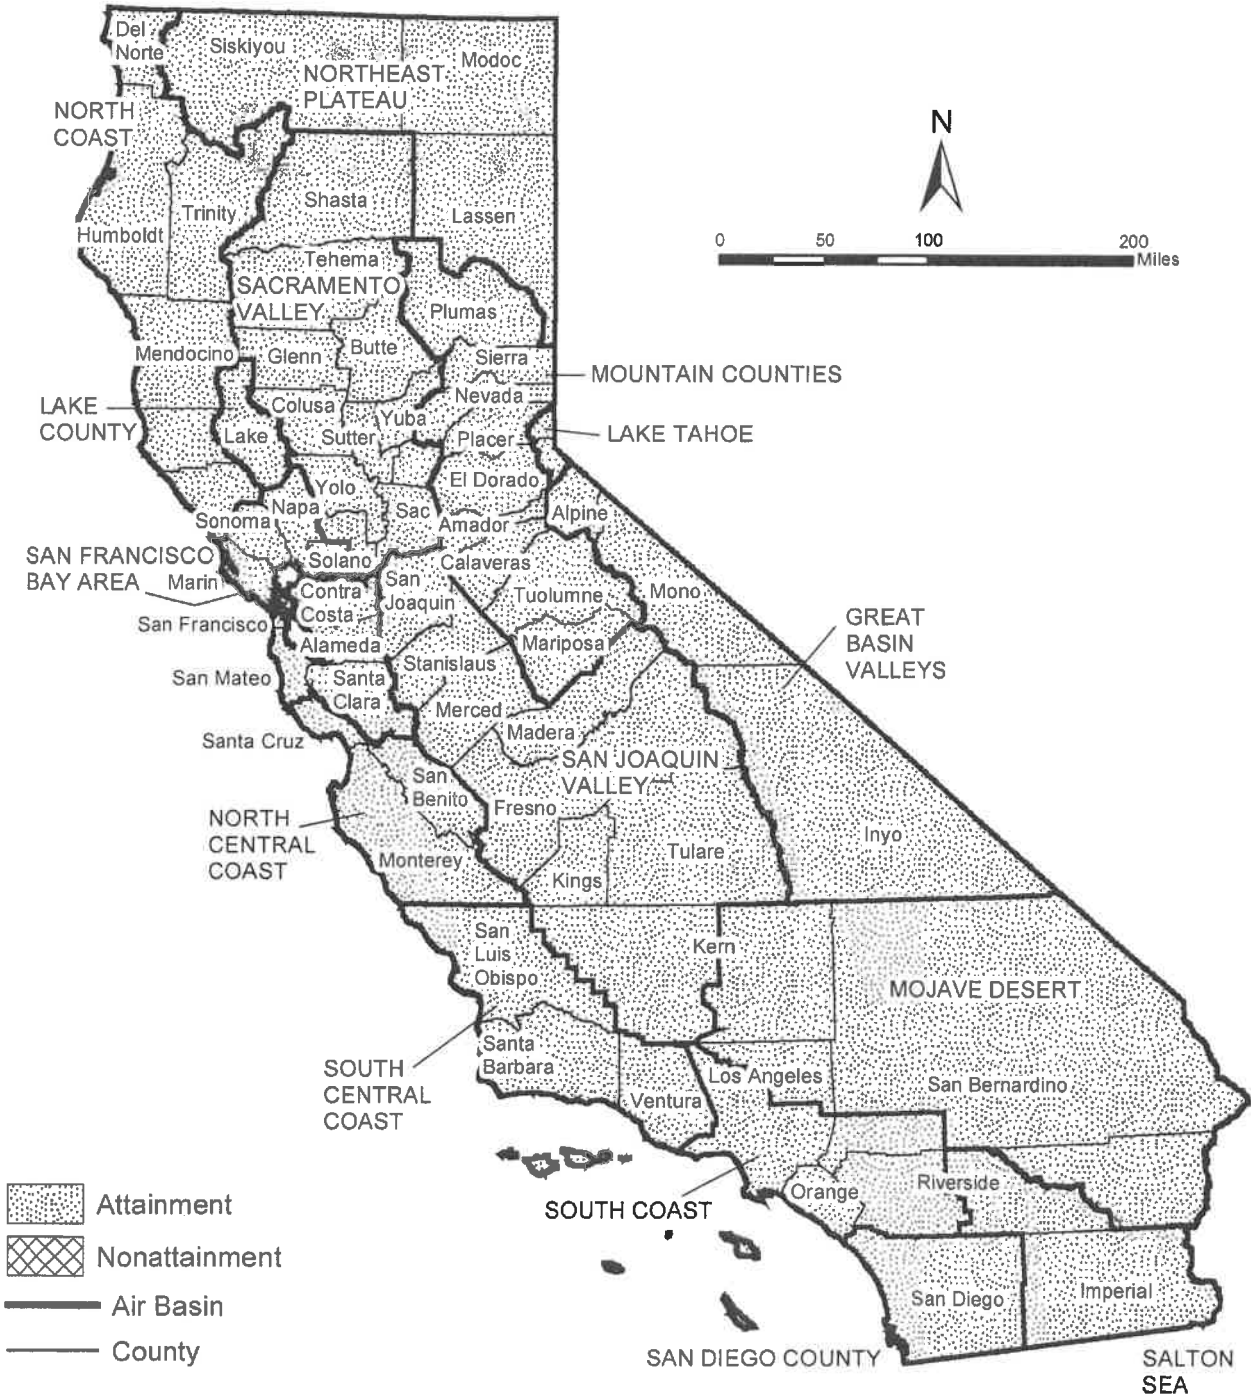 Del
Norte
Siskiyou
Modoc
NORTHEAST
PLATEAU
NORTH
COAST
N
Shasta
Trinity
Lassen
Humboldt
0 50 100 200
Miles
Tehema
SACRAMENTO
VALLEY
Plumas
Mendocino
Glenn
Butte
Sierra
MOUNTAIN COUNTIES
Nevada
LAKE
COUNTY
Colusa
Yuba
Lake
Sutter
Placer
LAKE TAHOE
El Dorado
Yolo
Napa
Sac
Alpine
Sonoma
Amador
SAN FRANCISCO
BAY AREA
Marin
Solano
Calaveras
San
Joaquin
Contra
Costa
Tuolumne
Mono
San Francisco
GREAT
BASIN
VALLEYS
Alameda
Mariposa
Stanislaus
San Mateo
Santa
Clara
Merced
Madera
Santa Cruz
SAN JOAQUIN
VALLEY
San
Benito
Fresno
NORTH
CENTRAL
COAST
Inyo
Monterey
Tulare
Kings
San
Luis
Obispo
Kern
MOJAVE DESERT
Santa
Barbara
SOUTH
CENTRAL
COAST
Los Angeles
San Bernardino
Ventura
Riverside
Orange
SOUTH COAST
Attainment
Nonattainment
Air Basin
County
San Diego
Imperial
SAN DIEGO COUNTY
SALTON
SEA